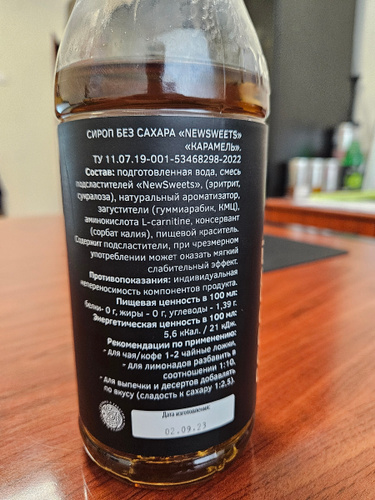 СИРОП БЕЗ САХАРА «NEWSWEETS»
«КАРАМЕЛЬ».
ТУ 11.07.19-001-53468298-2022
Состав: подготовленная вода, смесь
подсластителей «NewSweets», (эритрит,
сукралоза), натуральный ароматизатор,
загустители (гуммиарабик, КМЦ),
аминокислота L-carnitine, консервант
(сорбат калия), пищевой краситель.
Содержит подсластители, при чрезмерном
употреблении может оказать мягкий
слабительный эффект.
Противопоказания: индивидуальная
непереносимость компонентов продукта.
Пищевая ценность в 100 мл:
белки- 0 г, жиры - 0 г, углеводы - 1,39 г.
Энергетическая ценность в 100 мл:
5,6 кКал. / 21 кДж.
Рекомендации по применению:
- для чая/кофе 1-2 чайные ложки,
- для лимонадов разбавить в
соотношении 1:10,
- для выпечки и десертов добавлять
по вкусу (сладость к сахару 1:2,5).
Дата изготовления:
02.09.23